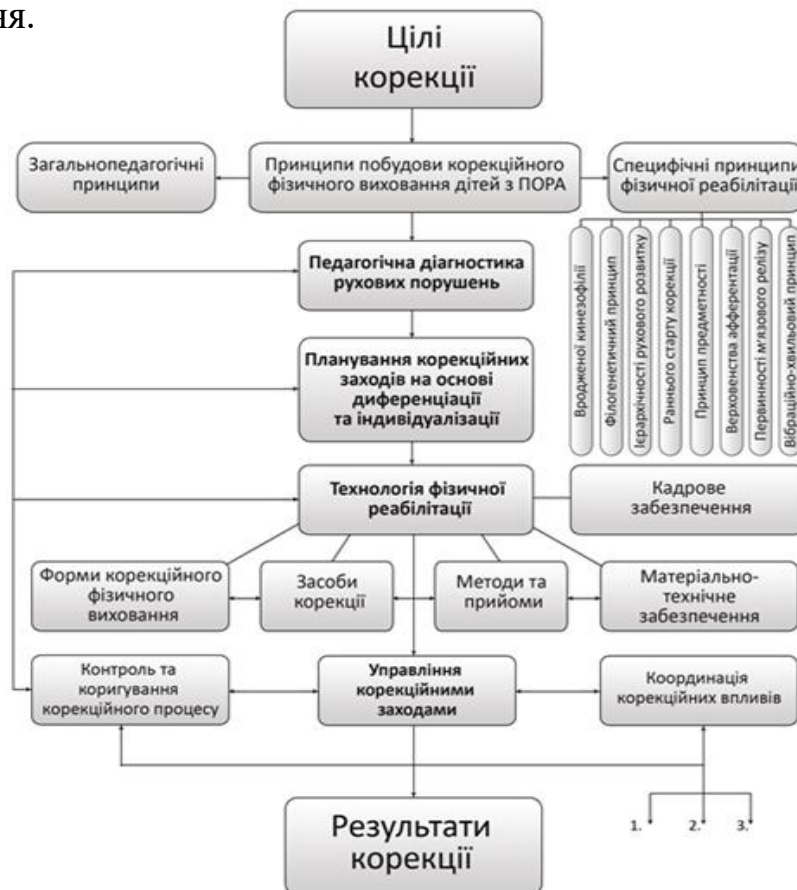 ня.
Цілі
корекції
Загальнопедагогічні
принципи
Принципи побудови корекційного
фізичного виховання дітей з ПОРА
Специфічні принципи
фізичної реабілітації
Вродженої кинезофілії
Філогенетичний принцип
Ієрархічності рухового розвитку
Раннього старту корекції
Принцип предметності
Верховенства афферентації
Первинності м'язового релізу
Вібраційно-хвильовий принцип
Педагогічна діагностика
рухових порушень
Планування корекційних
заходів на основі
диференціації
та індивідуалізації
Технологія фізичної
реабілітації
Кадрове
забезпечення
Форми корекційного
фізичного
виховання
Засоби
корекції
Методи та
прийоми
Матеріально-
технічне
забезпечення
Контроль та
коригування
корекційного процесу
Управління
корекційними
заходами
Координація
корекційних впливів
1. 2. 3.
Результати
корекції